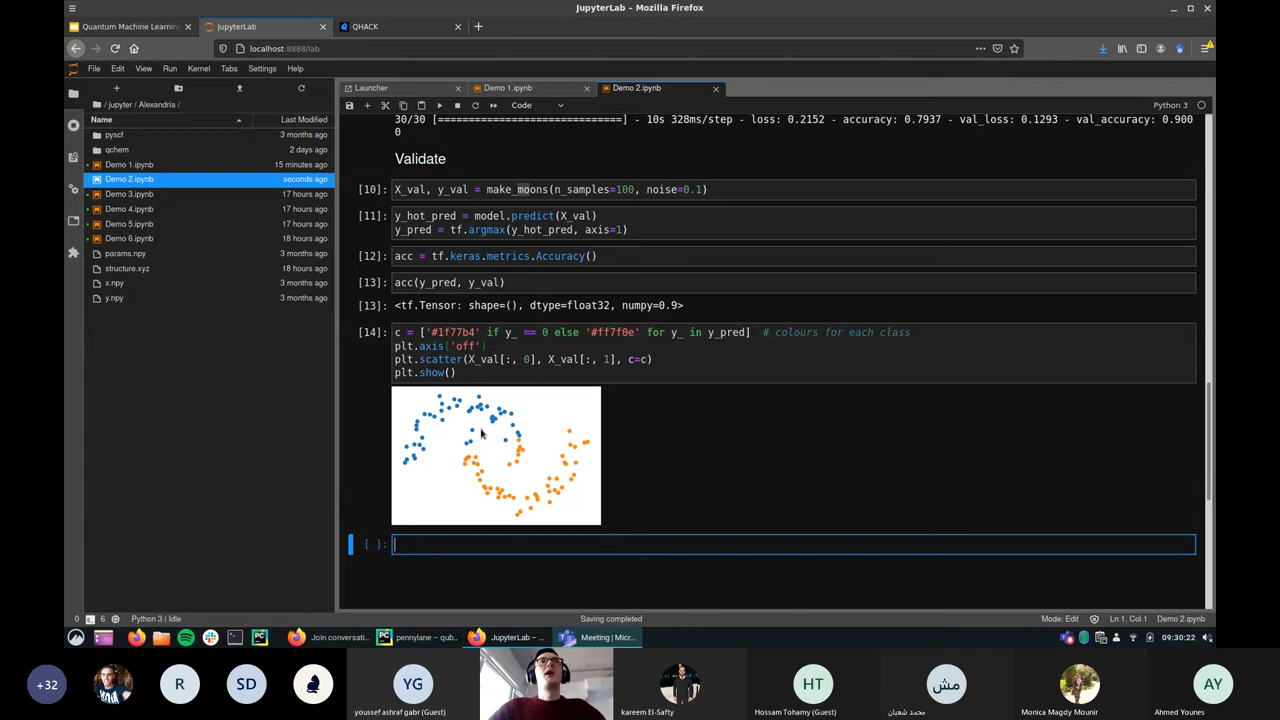 JupyterLab - Mozilla Firefox
Quantum Machine Learning
JupyterLab
QHACK
localhost:8888/lab
File Edit View Run Kernel Tabs Settings Help
Launcher
Demo 1.ipynb
Demo 2.ipynb
/ jupyter / Alexandria /
Code
Python 3
Name Last Modified
pyscf 3 months ago
qchem 2 days ago
Demo 1.ipynb 15 minutes ago
Demo 2.ipynb seconds ago
Demo 3.ipynb 17 hours ago
Demo 4.ipynb 17 hours ago
Demo 5.ipynb 17 hours ago
Demo 6.ipynb 18 hours ago
params.npy 3 months ago
structure.xyz 18 hours ago
x.npy 3 months ago
y.npy 3 months ago
30/30 [==============================] - 10s 328ms/step - loss: 0.2152 - accuracy: 0.7937 - val_loss: 0.1293 - val_accuracy: 0.900
0
Validate
[10]: X_val, y_val = make_moons(n_samples=100, noise=0.1)
[11]: y_hot_pred = model.predict(X_val)
y_pred = tf.argmax(y_hot_pred, axis=1)
[12]: acc = tf.keras.metrics.Accuracy()
[13]: acc(y_pred, y_val)
[13]: <tf.Tensor: shape=(), dtype=float32, numpy=0.9>
[14]: c = ['#1f77b4' if y_ == 0 else '#ff7f0e' for y_ in y_pred] # colours for each class
plt.axis('off')
plt.scatter(X_val[:, 0], X_val[:, 1], c=c)
plt.show()
[ ]:
0 6 Python 3 | Idle Saving completed Mode: Edit Ln 1, Col 1 Demo 2.ipynb
Join conversati... pennylane – qub... JupyterLab – ... Meeting | Micr... 09:30:22
+32 R SD YG HT مش AY
youssef ashraf gabr (Guest)
kareem El-Safty
Hossam Tohamy (Guest)
محمد شعبان
Monica Magdy Mounir
Ahmed Younes